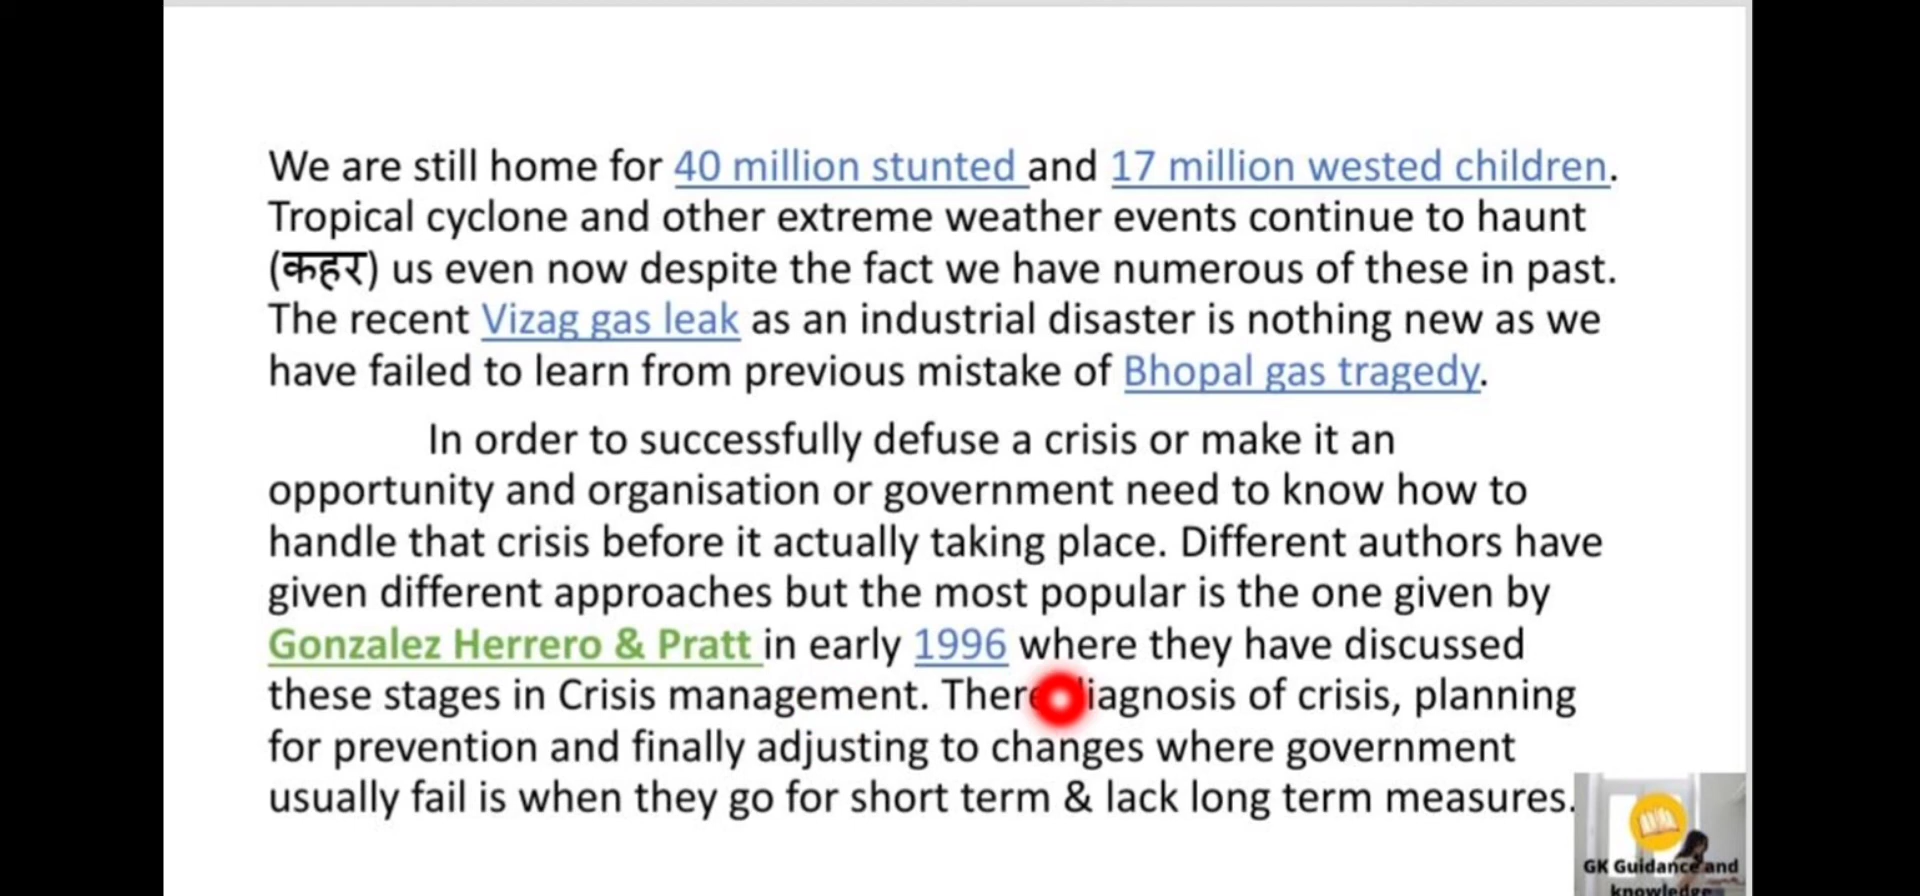 We are still home for 40 million stunted and 17 million wested children.
Tropical cyclone and other extreme weather events continue to haunt
(कहर) us even now despite the fact we have numerous of these in past.
The recent Vizag gas leak as an industrial disaster is nothing new as we
have failed to learn from previous mistake of Bhopal gas tragedy.
In order to successfully defuse a crisis or make it an
opportunity and organisation or government need to know how to
handle that crisis before it actually taking place. Different authors have
given different approaches but the most popular is the one given by
Gonzalez Herrero & Pratt in early 1996 where they have discussed
these stages in Crisis management. There diagnosis of crisis, planning
for prevention and finally adjusting to changes where government
usually fail is when they go for short term & lack long term measures.
GK Guidance and
knowledge